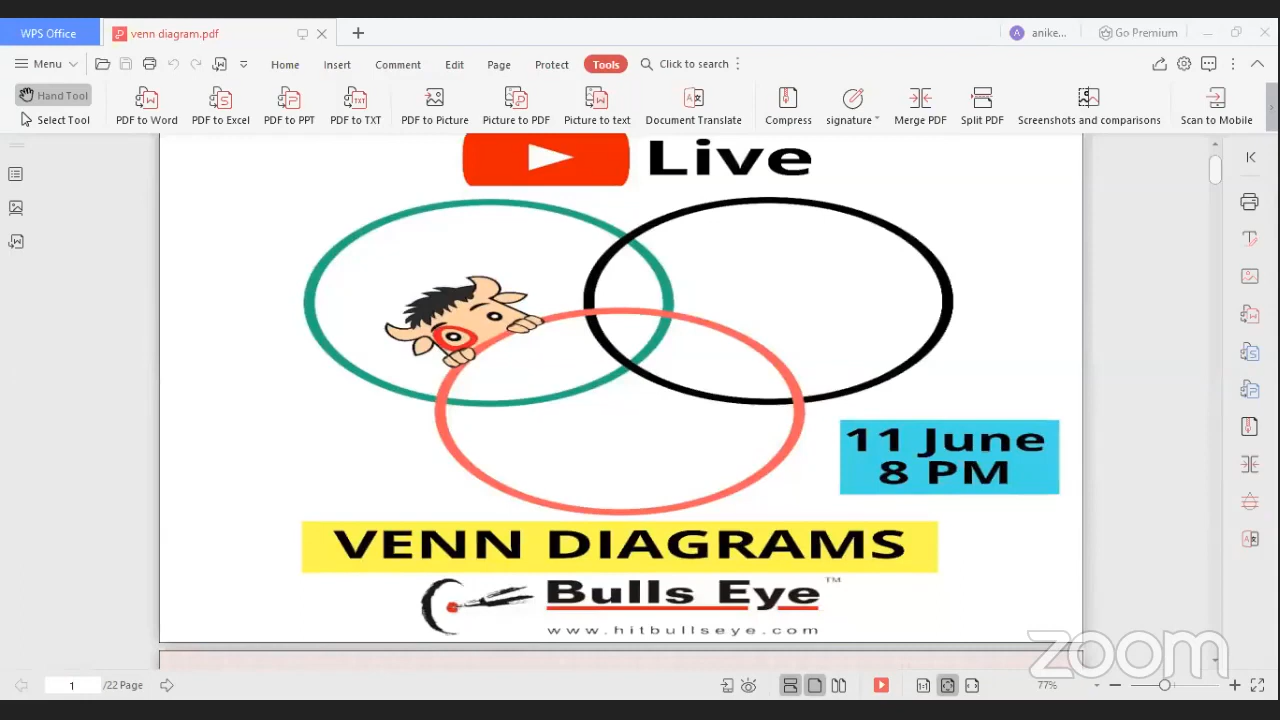 WPS Office
venn diagram.pdf
anike...
Go Premium
Menu
Home
Insert
Comment
Edit
Page
Protect
Tools
Click to search
Hand Tool
Select Tool
PDF to Word
PDF to Excel
PDF to PPT
PDF to TXT
PDF to Picture
Picture to PDF
Picture to text
Document Translate
Compress
signature
Merge PDF
Split PDF
Screenshots and comparisons
Scan to Mobile
Live
11 June
8 PM
VENN DIAGRAMS
Bulls Eye™
www.hitbullseye.com
zoom
1
/22 Page
77%